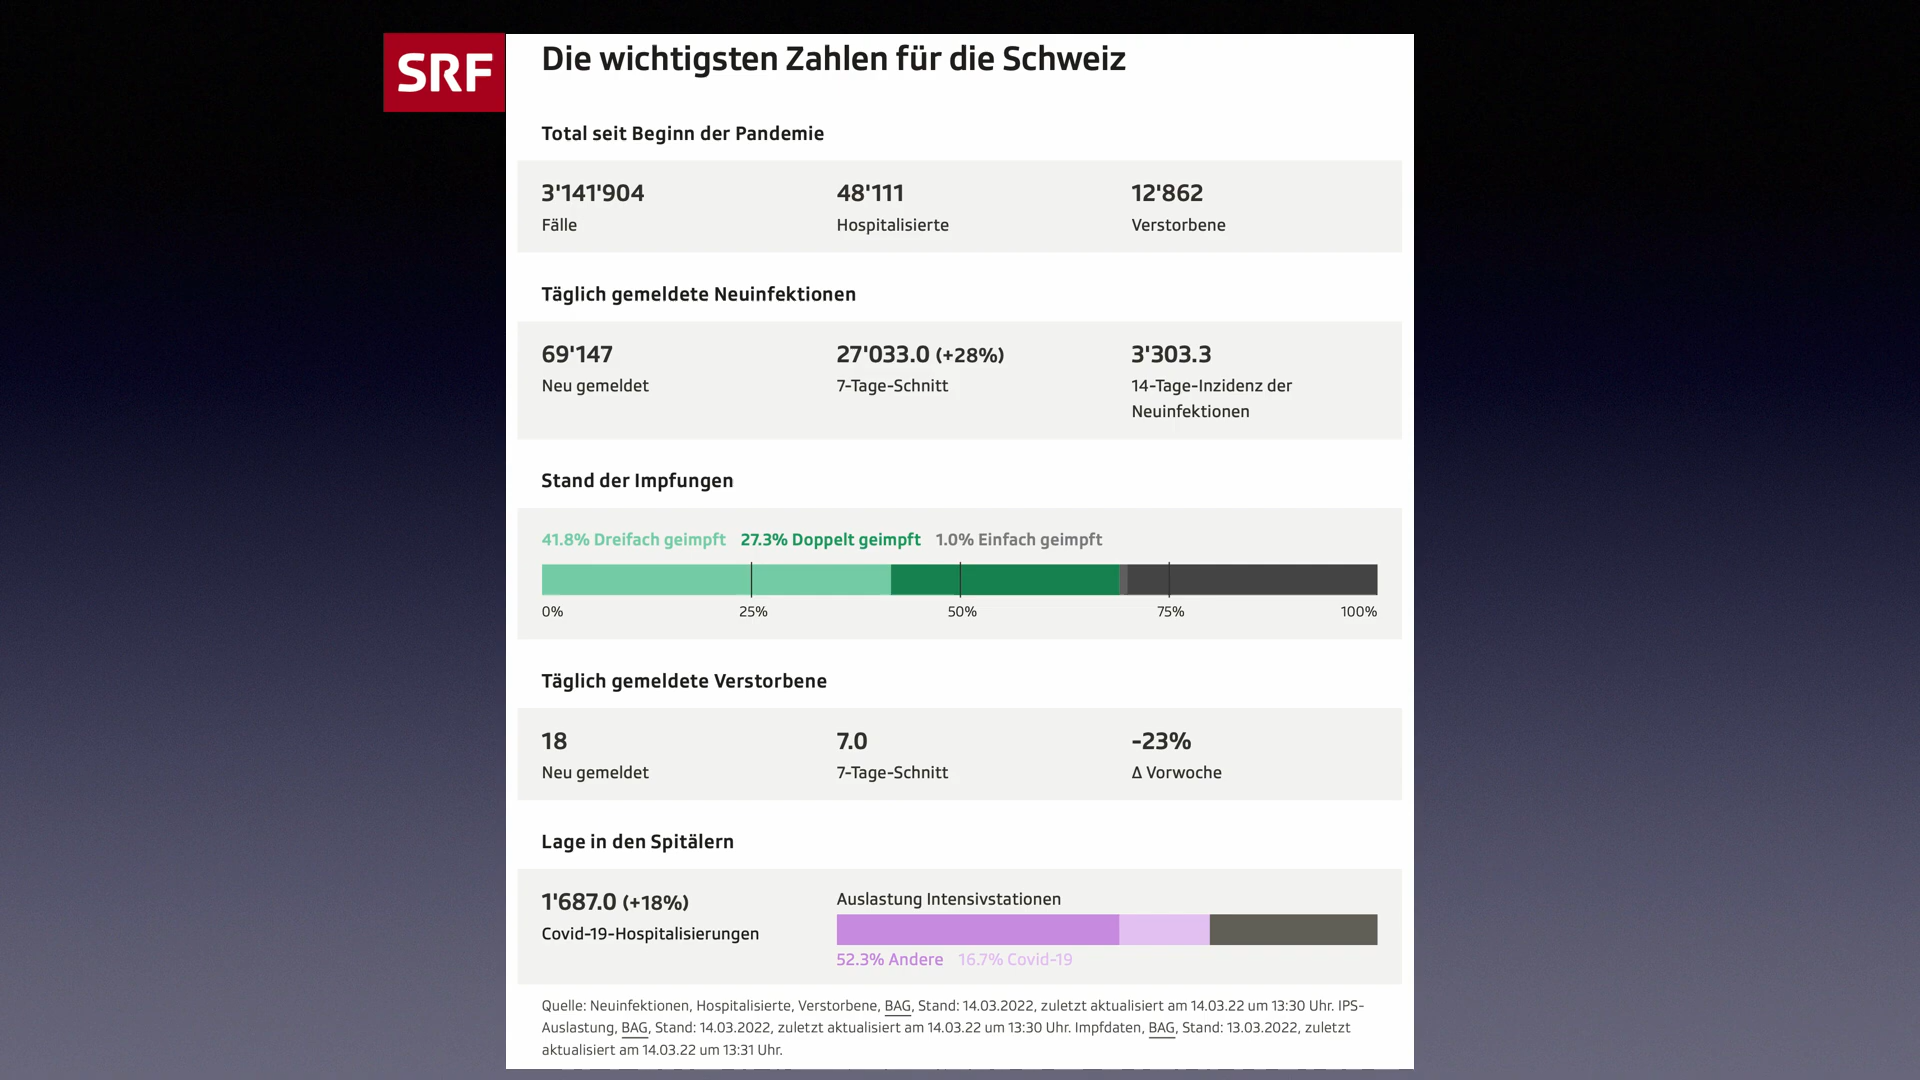 SRF
Die wichtigsten Zahlen für die Schweiz
Total seit Beginn der Pandemie
3'141'904 48'111 12'862
Fälle Hospitalisierte Verstorbene
Täglich gemeldete Neuinfektionen
69'147 27'033.0 (+28%) 3'303.3
Neu gemeldet 7-Tage-Schnitt 14-Tage-Inzidenz der
Neuinfektionen
Stand der Impfungen
41.8% Dreifach geimpft 27.3% Doppelt geimpft 1.0% Einfach geimpft
0% 25% 50% 75% 100%
Täglich gemeldete Verstorbene
18 7.0 -23%
Neu gemeldet 7-Tage-Schnitt Δ Vorwoche
Lage in den Spitälern
1'687.0 (+18%) Auslastung Intensivstationen
Covid-19-Hospitalisierungen
52.3% Andere 16.7% Covid-19
Quelle: Neuinfektionen, Hospitalisierte, Verstorbene, BAG, Stand: 14.03.2022, zuletzt aktualisiert am 14.03.22 um 13:30 Uhr. IPS-
Auslastung, BAG, Stand: 14.03.2022, zuletzt aktualisiert am 14.03.22 um 13:30 Uhr. Impfdaten, BAG, Stand: 13.03.2022, zuletzt
aktualisiert am 14.03.22 um 13:31 Uhr.